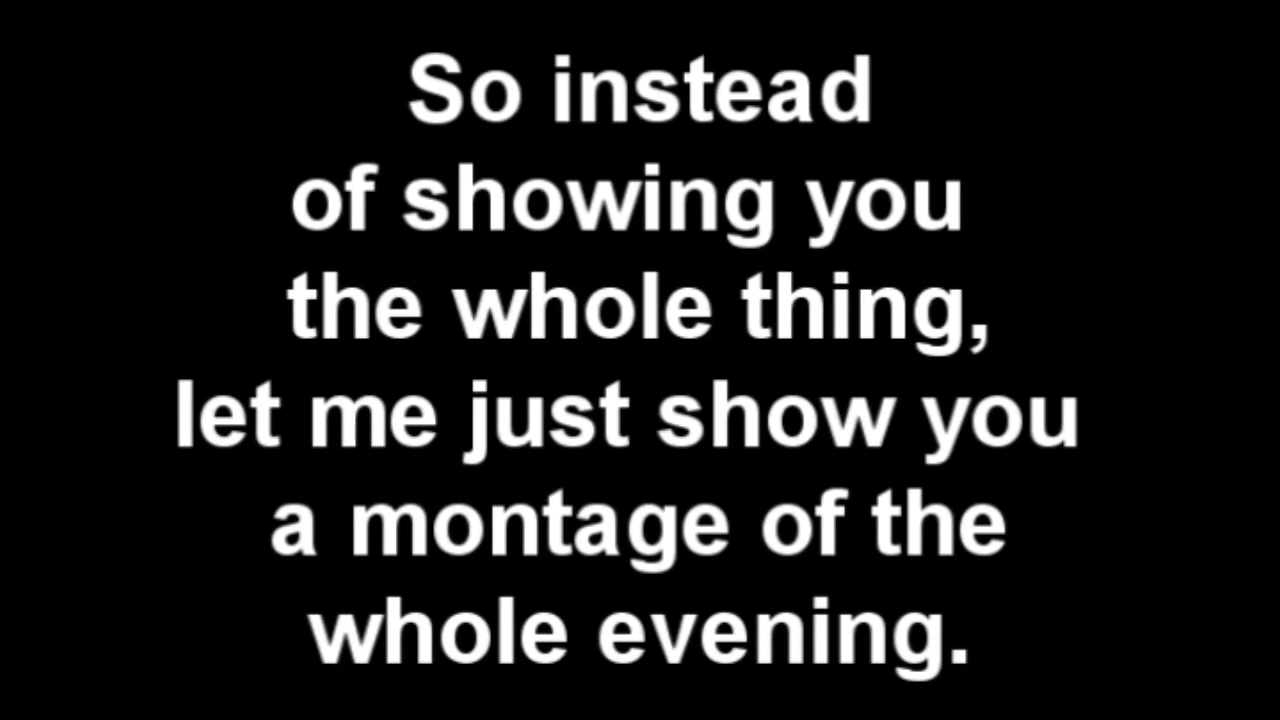 So instead
of showing you
the whole thing,
let me just show you
a montage of the
whole evening.